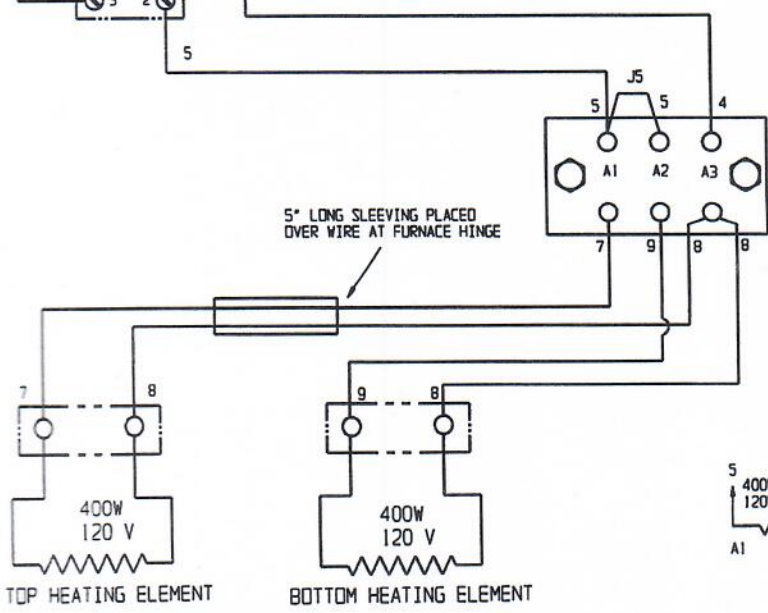 3 2
5
J5
5 5 4
A1 A2 A3
5" LONG SLEEVING PLACED
OVER WIRE AT FURNACE HINGE
7 9 8 8
7 8 9 8
400W
120 V
400W
120 V
5
400
120
A1
TOP HEATING ELEMENT
BOTTOM HEATING ELEMENT